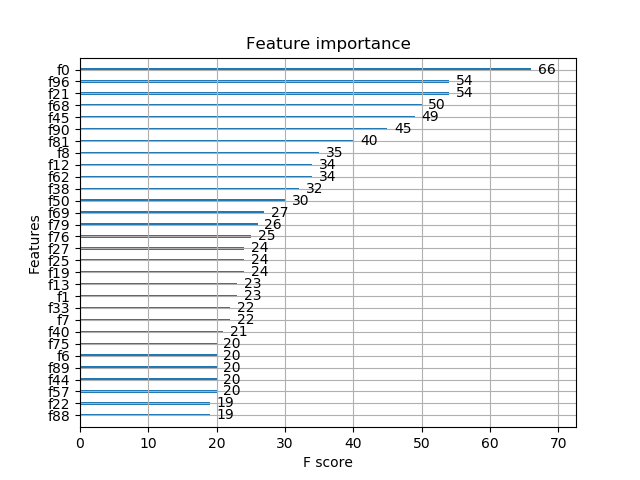 Feature importance
f0 66
f96 54
f21 54
f68 50
f45 49
f90 45
f81 40
f8 35
f12 34
f62 34
f38 32
f50 30
f69 27
f79 26
f76 25
f27 24
f25 24
f19 24
f13 23
f1 23
f33 22
f7 22
f40 21
f75 20
f6 20
f89 20
f44 20
f57 20
f22 19
f88 19
Features
0 10 20 30 40 50 60 70
F score